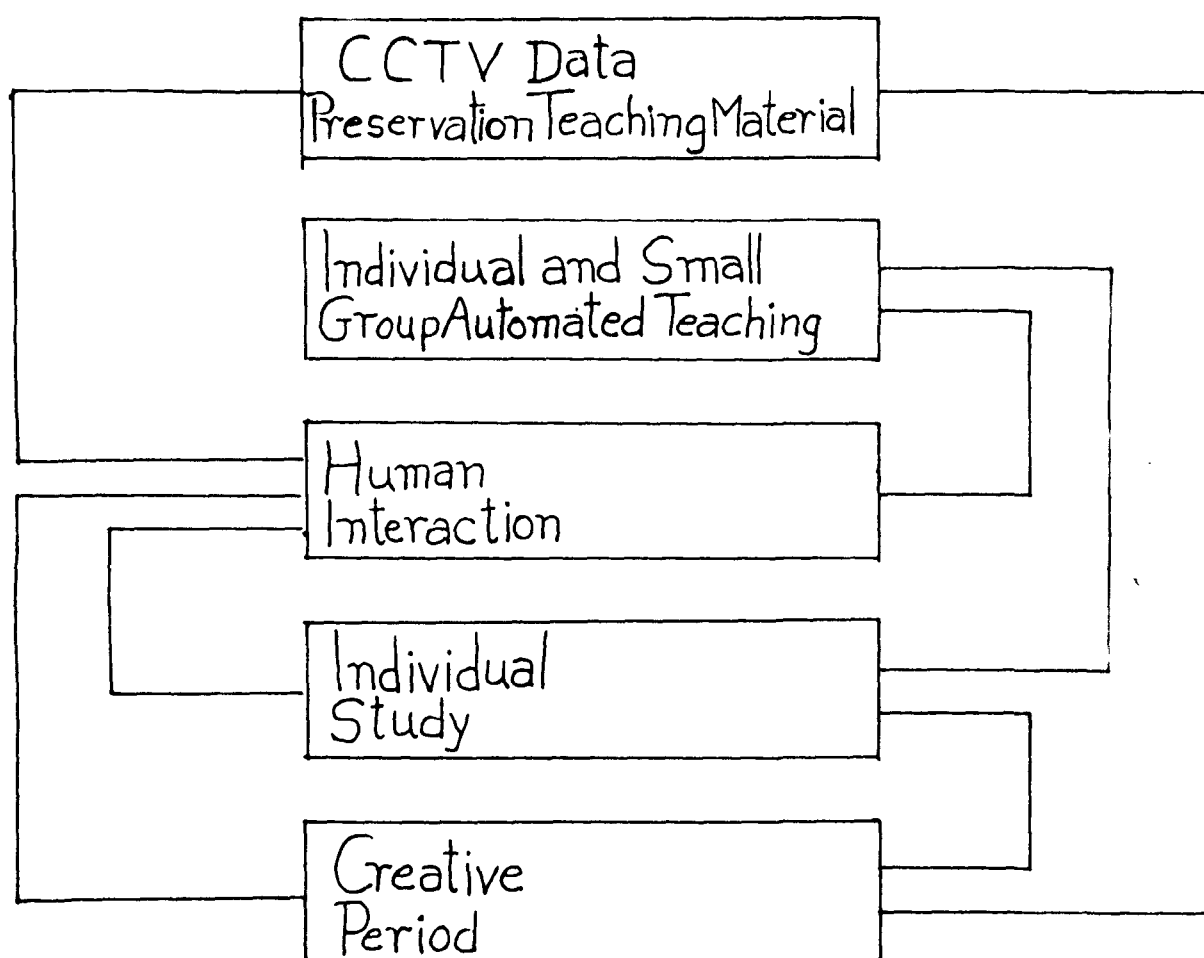 CCTV Data
Preservation Teaching Material
Individual and Small
Group Automated Teaching
Human
Interaction
Individual
Study
Creative
Period